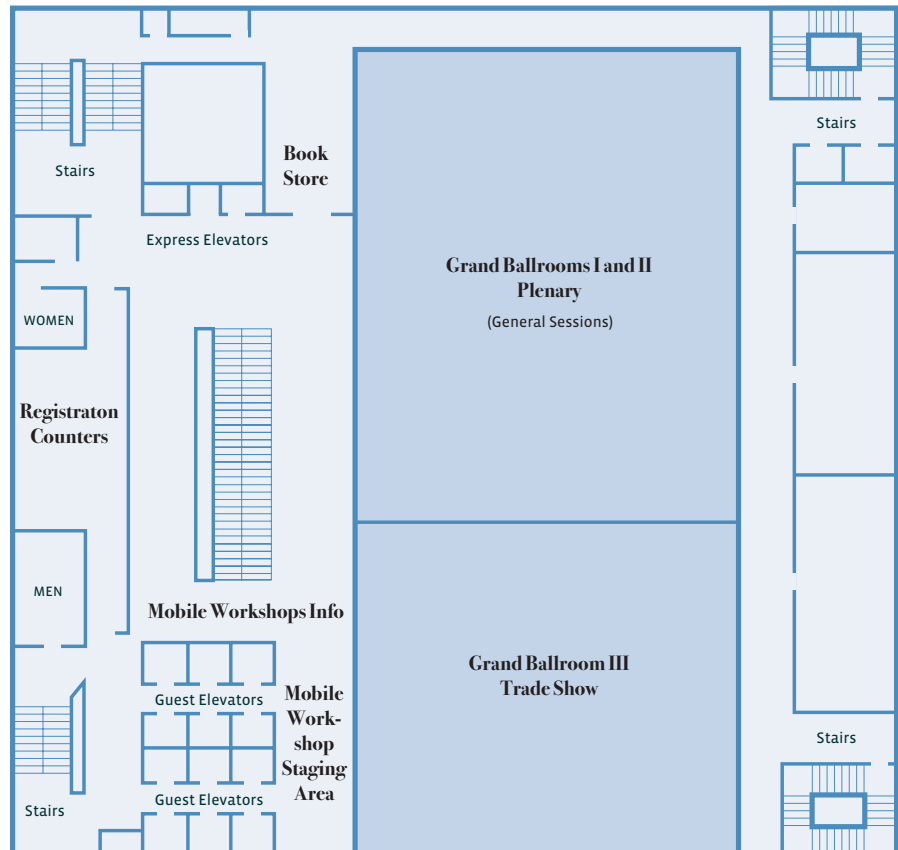 Stairs
Stairs
Book
Store
Express Elevators
Grand Ballrooms I and II
Plenary
(General Sessions)
WOMEN
Registraton
Counters
MEN
Mobile Workshops Info
Grand Ballroom III
Trade Show
Guest Elevators
Mobile
Work-
shop
Staging
Area
Stairs
Guest Elevators
Stairs